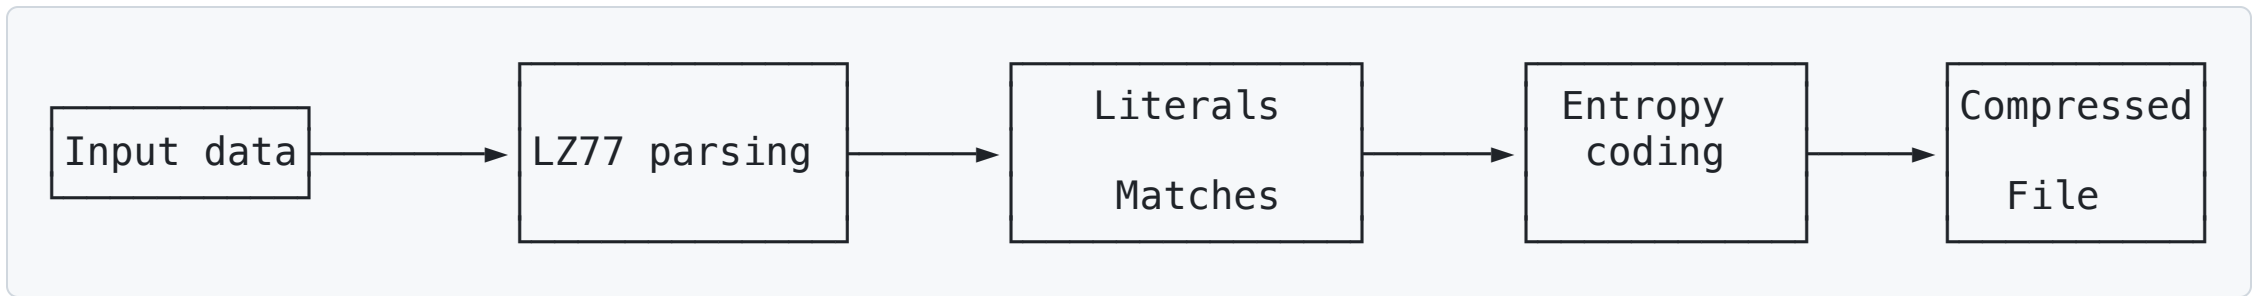 Input data
LZ77 parsing
Literals
Matches
Entropy
coding
Compressed
File